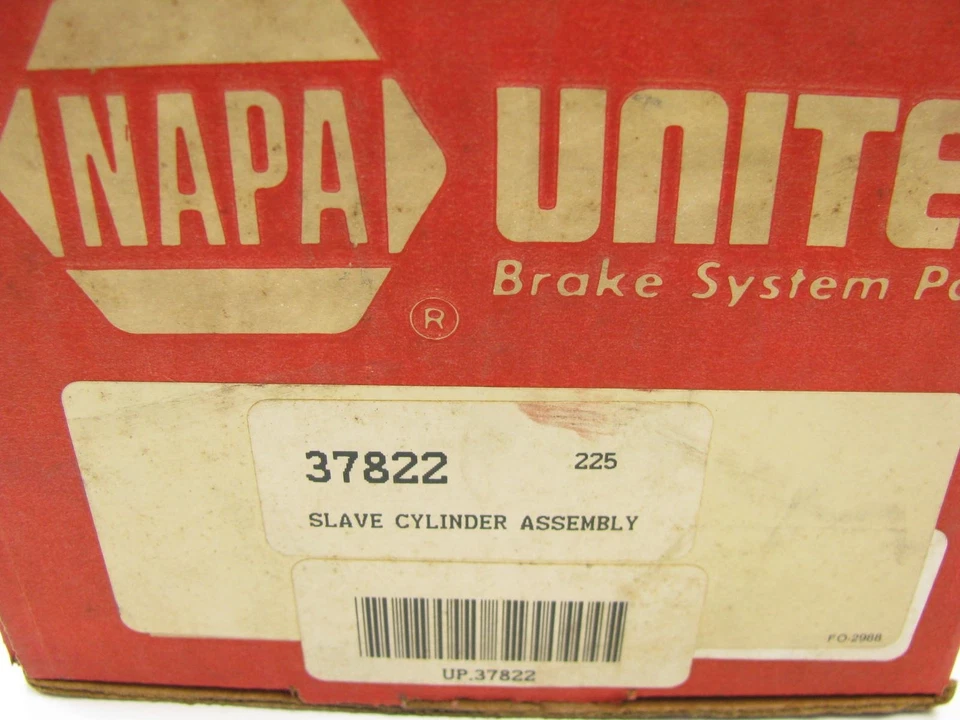 NAPA UNITE
®
Brake System Pa
37822 225
SLAVE CYLINDER ASSEMBLY
FO-2988
UP.37822